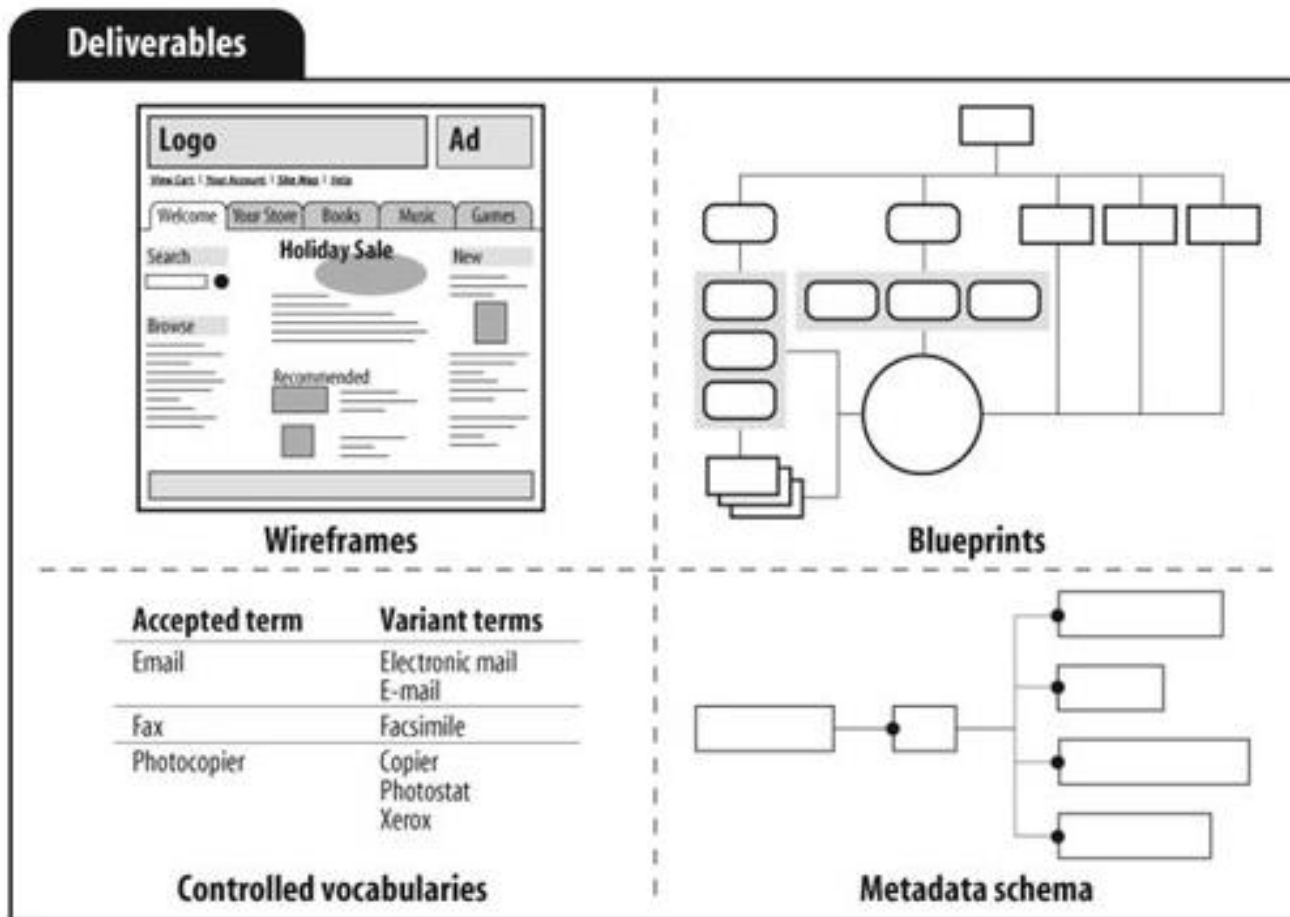 Deliverables
Logo
Ad
View Cart | Your Account | Site Map | Help
Welcome
Your Store
Books
Music
Games
Search
Holiday Sale
New
Browse
Recommended
Wireframes
Blueprints
Accepted term
Variant terms
Email
Electronic mail
E-mail
Fax
Facsimile
Photocopier
Copier
Photostat
Xerox
Controlled vocabularies
Metadata schema